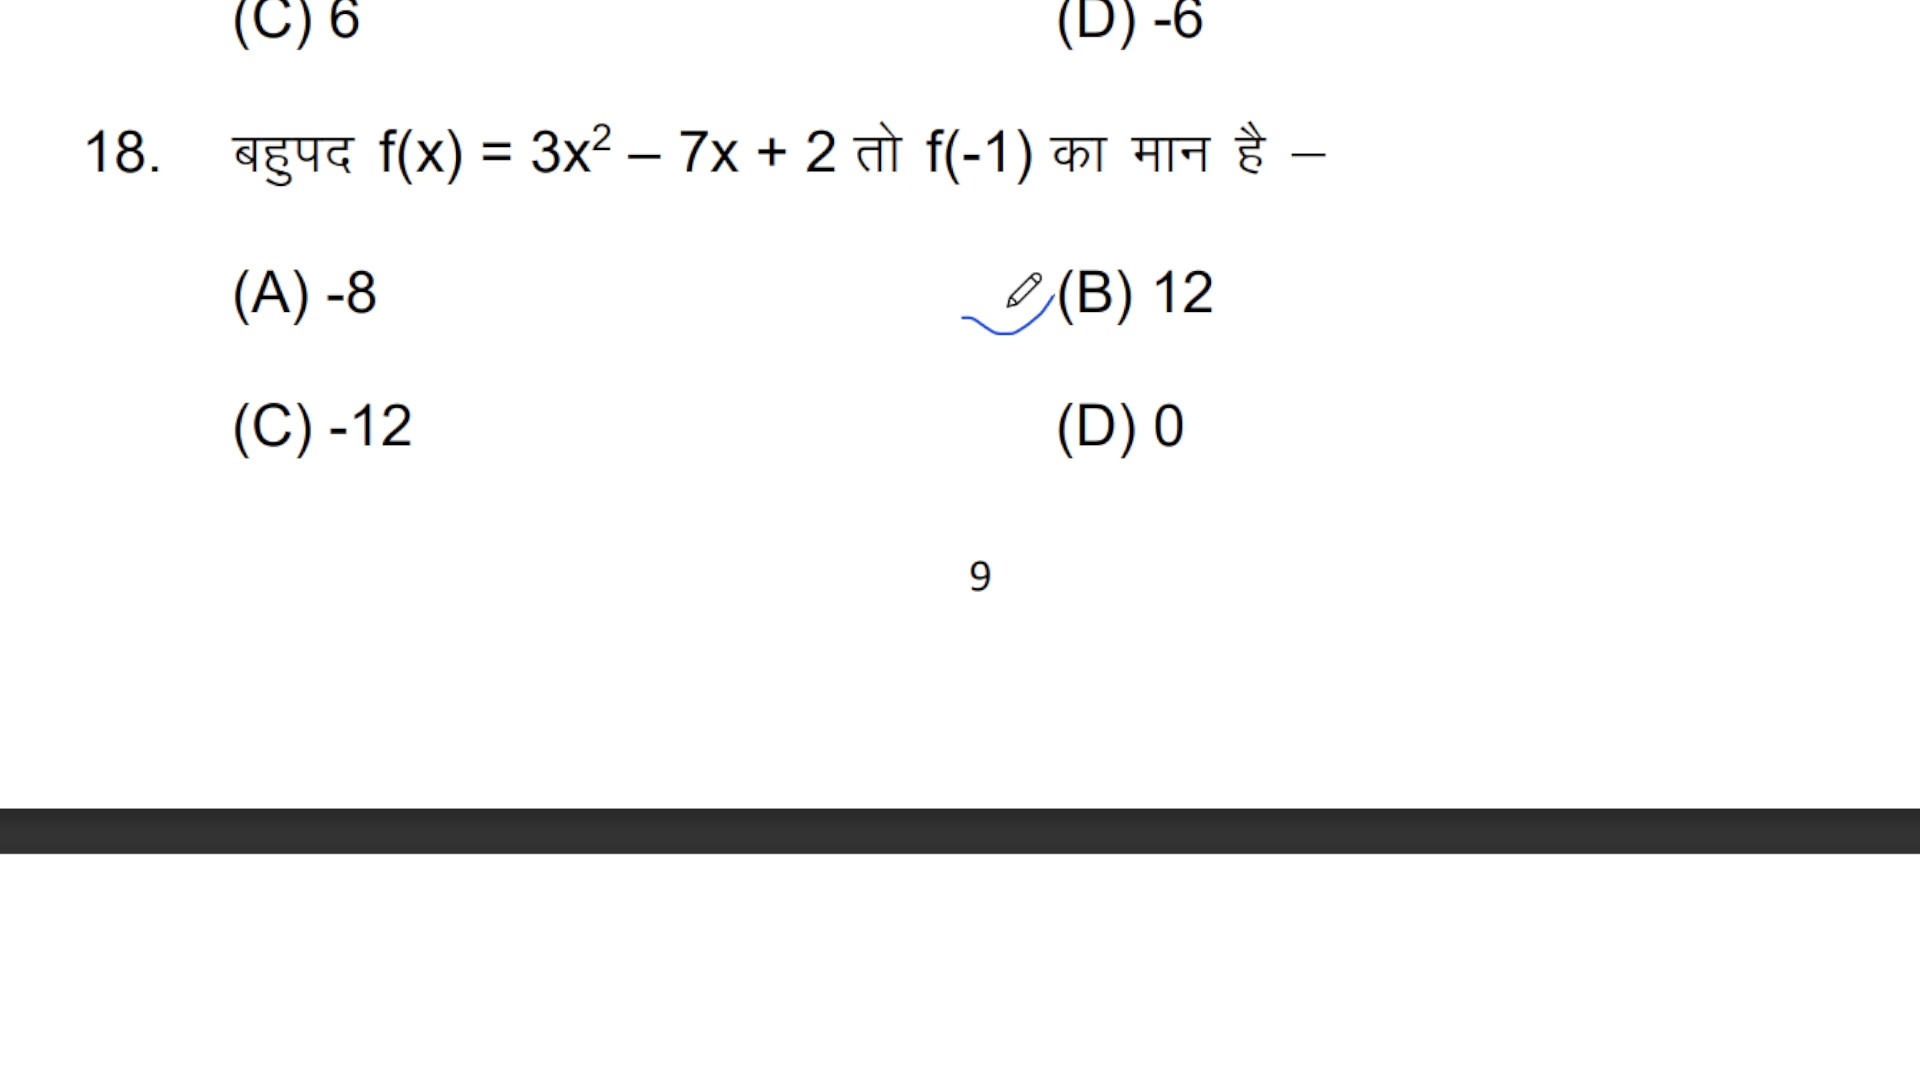 (C) 6 (D) -6
18. बहुपद f(x) = 3x² – 7x + 2 तो f(-1) का मान है –
(A) -8 (B) 12
(C) -12 (D) 0
9